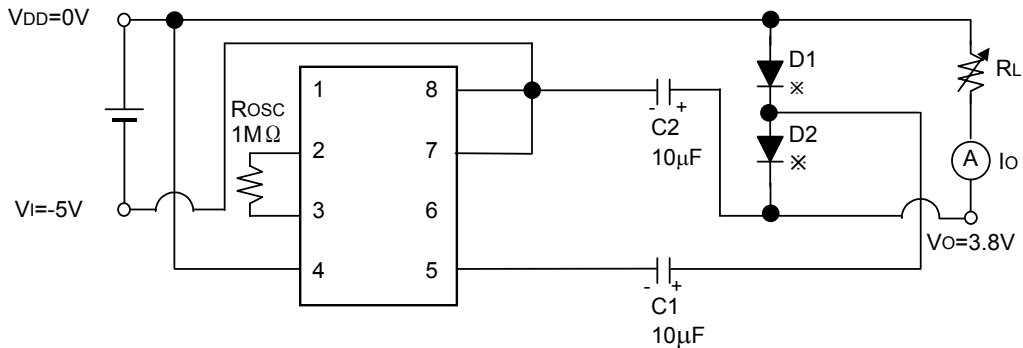 VDD=0V
D1
※
RL
1
8
ROSC
1MΩ
- +
C2
10μF
D2
※
A
IO
2
7
VI=-5V
3
6
VO=3.8V
4
5
- +
C1
10μF